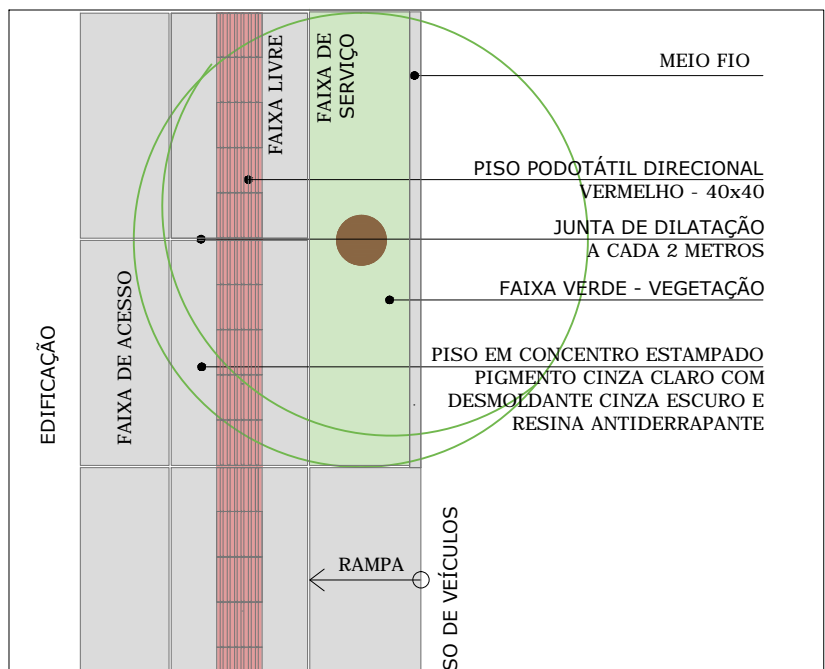 MEIO FIO
FAIXA LIVRE
FAIXA DE
SERVIÇO
PISO PODOTÁTIL DIRECIONAL
VERMELHO - 40x40
JUNTA DE DILATAÇÃO
A CADA 2 METROS
FAIXA VERDE - VEGETAÇÃO
EDIFICAÇÃO
FAIXA DE ACESSO
PISO EM CONCENTRO ESTAMPADO
PIGMENTO CINZA CLARO COM
DESMOLDANTE CINZA ESCURO E
RESINA ANTIDERRAPANTE
RAMPA
SO DE VEÍCULOS